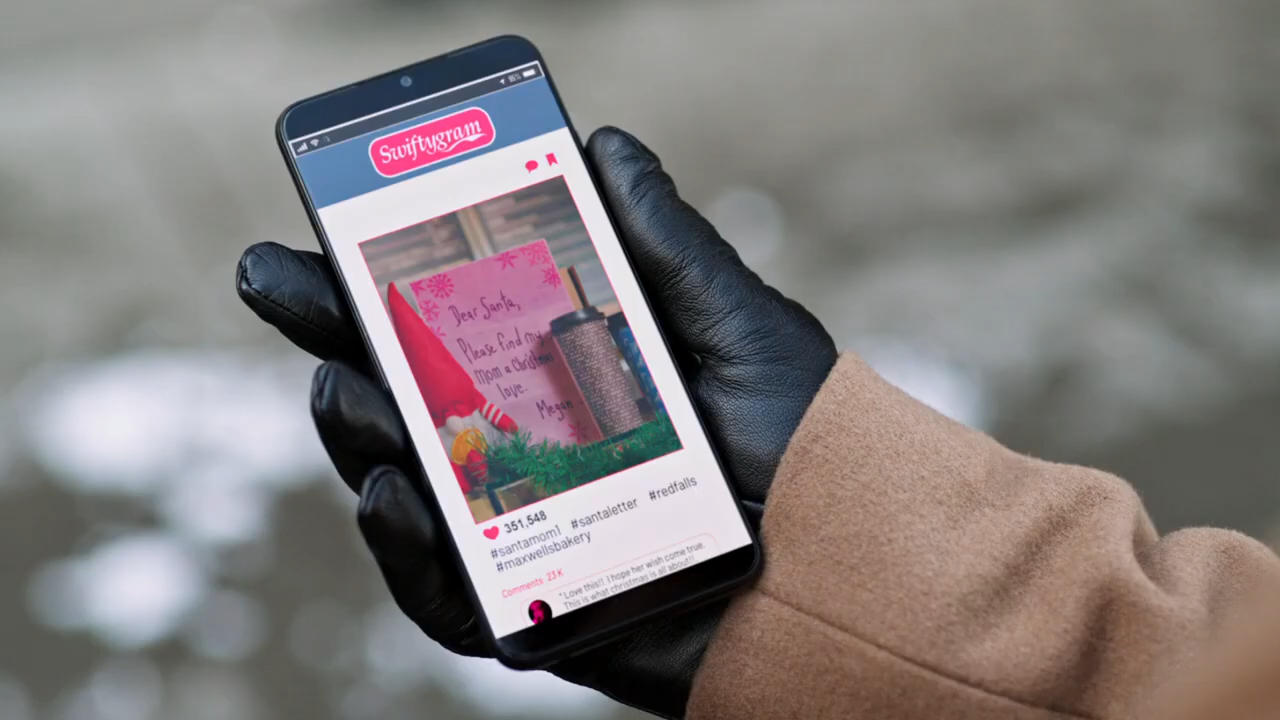 Swiftygram
Dear Santa,
Please find my
Mom a Christmas
love.
Megan
351,548
#santamom1 #santaletter #redfalls
#maxwellsbakery
Comments 23K
"Love this!!. I hope her wish come true.
This is what christmas is all about!!